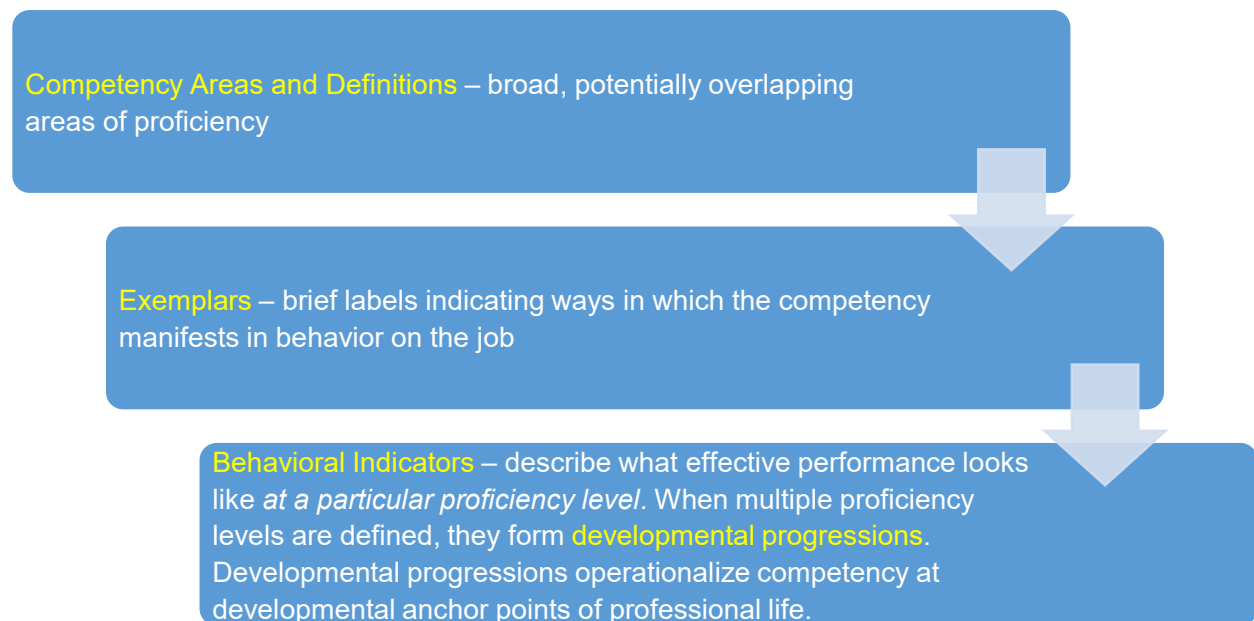 Competency Areas and Definitions – broad, potentially overlapping
areas of proficiency
Exemplars – brief labels indicating ways in which the competency
manifests in behavior on the job
Behavioral Indicators – describe what effective performance looks
like at a particular proficiency level. When multiple proficiency
levels are defined, they form developmental progressions.
Developmental progressions operationalize competency at
developmental anchor points of professional life.